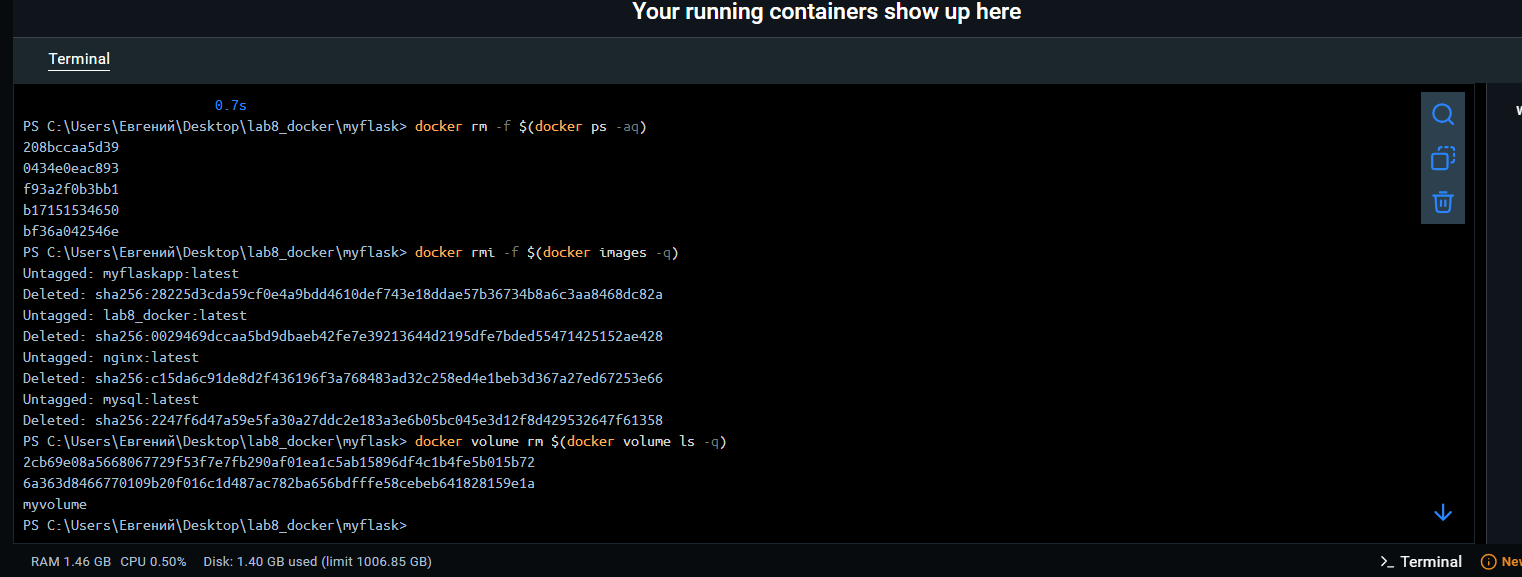 Your running containers show up here
Terminal
0.7s
PS C:\Users\Евгений\Desktop\lab8_docker\myflask> docker rm -f $(docker ps -aq)
208bccaa5d39
0434e0eac893
f93a2f0b3bb1
b17151534650
bf36a042546e
PS C:\Users\Евгений\Desktop\lab8_docker\myflask> docker rmi -f $(docker images -q)
Untagged: myflaskapp:latest
Deleted: sha256:28225d3cda59cf0e4a9bdd4610def743e18ddae57b36734b8a6c3aa8468dc82a
Untagged: lab8_docker:latest
Deleted: sha256:0029469dccaa5bd9dbaeb42fe7e39213644d2195dfe7bded55471425152ae428
Untagged: nginx:latest
Deleted: sha256:c15da6c91de8d2f436196f3a768483ad32c258ed4e1beb3d367a27ed67253e66
Untagged: mysql:latest
Deleted: sha256:2247f6d47a59e5fa30a27ddc2e183a3e6b05bc045e3d12f8d429532647f61358
PS C:\Users\Евгений\Desktop\lab8_docker\myflask> docker volume rm $(docker volume ls -q)
2cb69e08a5668067729f53f7e7fb290af01ea1c5ab15896df4c1b4fe5b015b72
6a363d8466770109b20f016c1d487ac782ba656bdfffe58cebeb641828159e1a
myvolume
PS C:\Users\Евгений\Desktop\lab8_docker\myflask>
RAM 1.46 GB CPU 0.50% Disk: 1.40 GB used (limit 1006.85 GB) >_ Terminal